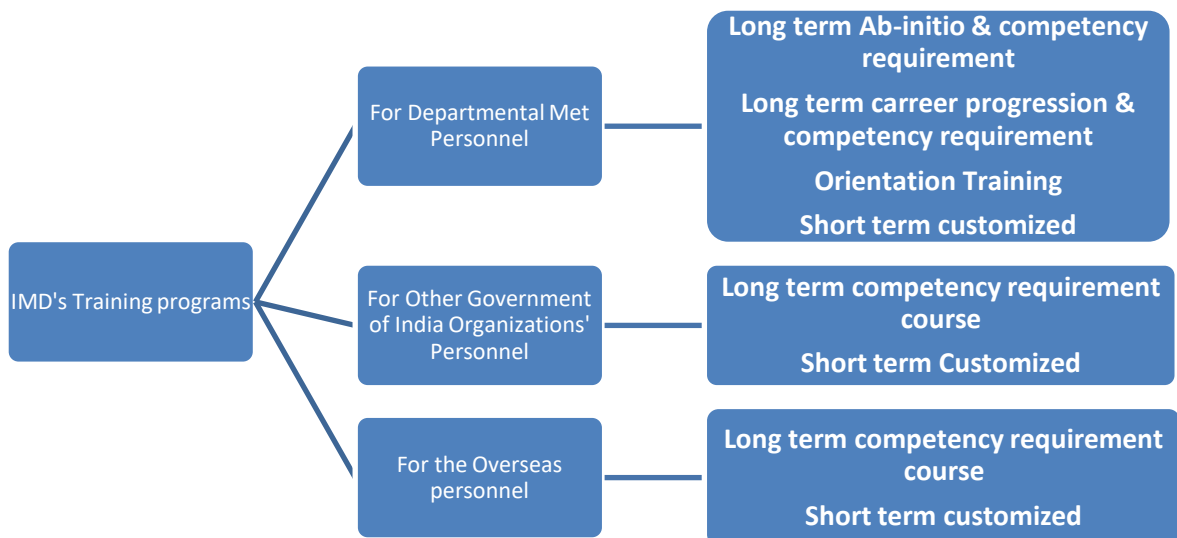 IMD's Training programs
For Departmental Met
Personnel
Long term Ab-initio & competency
requirement
Long term carreer progression &
competency requirement
Orientation Training
Short term customized
For Other Government
of India Organizations'
Personnel
Long term competency requirement
course
Short term Customized
For the Overseas
personnel
Long term competency requirement
course
Short term customized